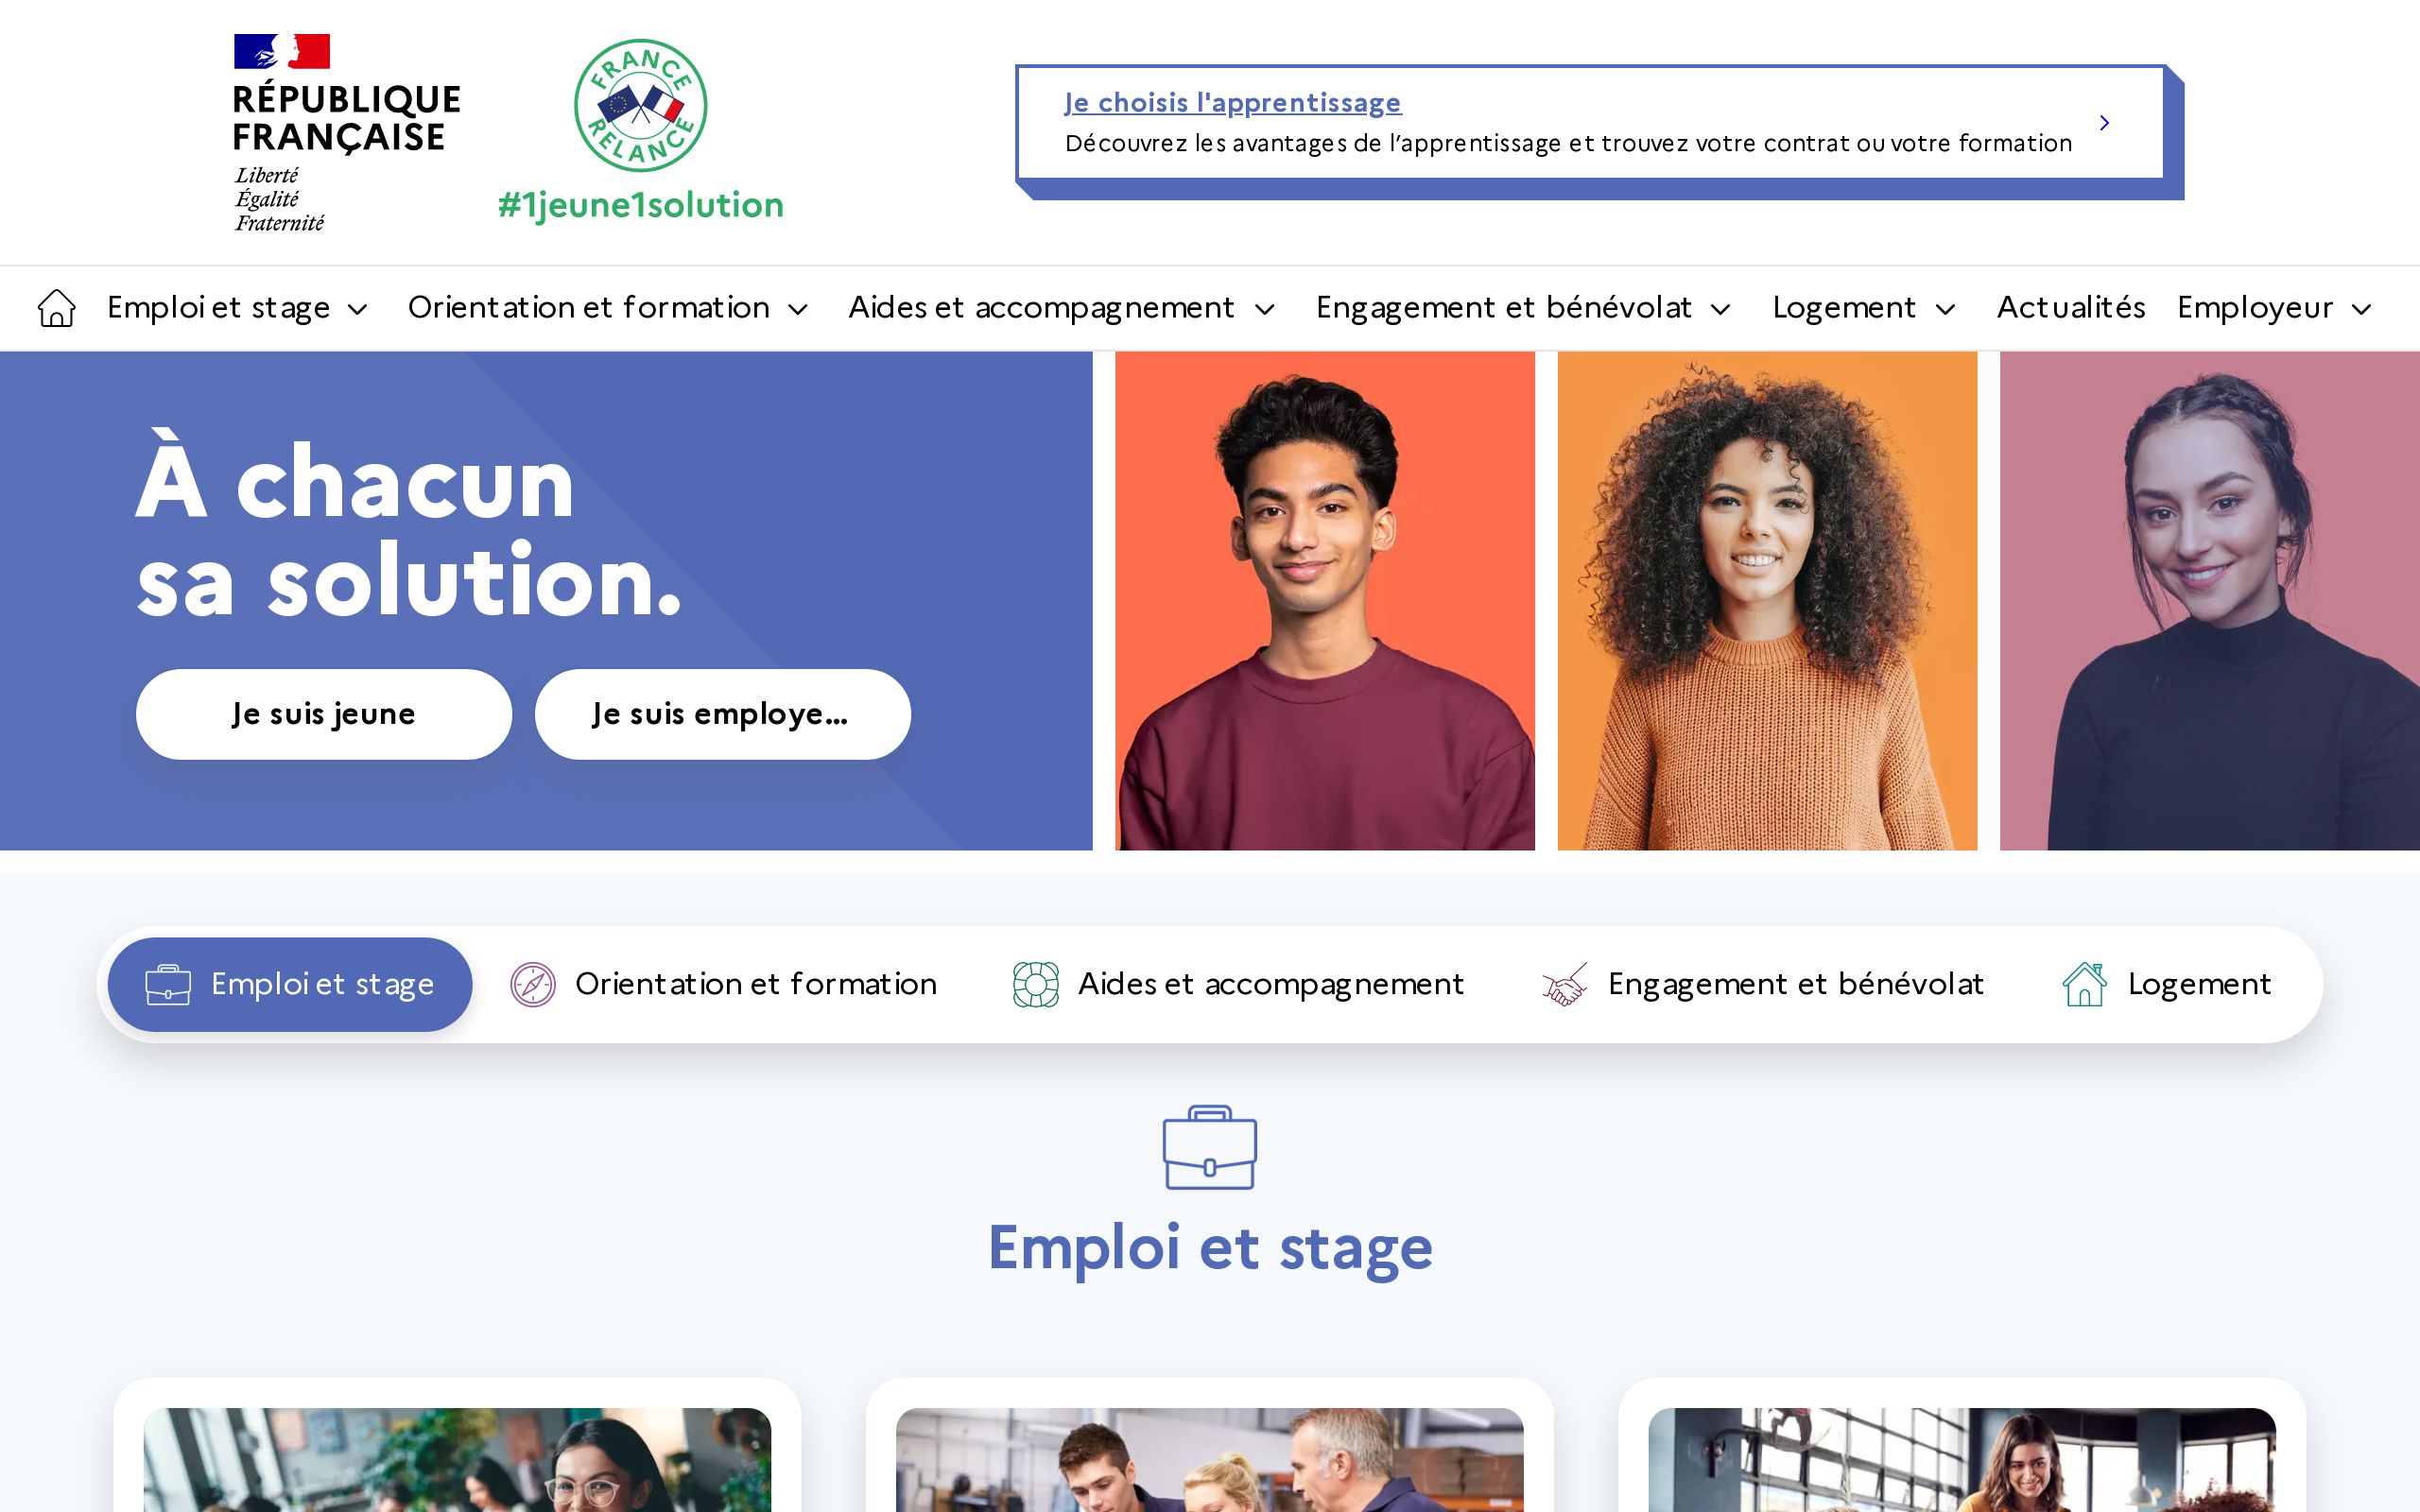 RÉPUBLIQUE
FRANÇAISE
Liberté
Égalité
Fraternité
FRANCE
RELANCE
#1jeune1solution
Je choisis l'apprentissage
Découvrez les avantages de l’apprentissage et trouvez votre contrat ou votre formation
Emploi et stage
Orientation et formation
Aides et accompagnement
Engagement et bénévolat
Logement
Actualités
Employeur
À chacun
sa solution.
Je suis jeune
Je suis employe...
Emploi et stage
Orientation et formation
Aides et accompagnement
Engagement et bénévolat
Logement
Emploi et stage